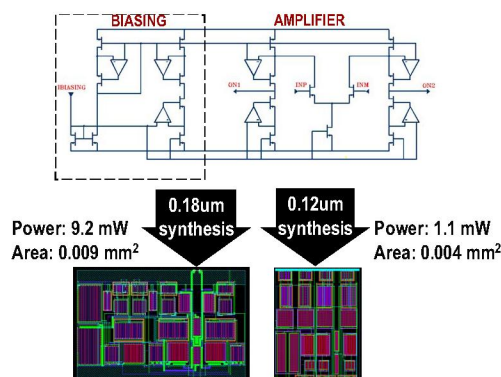 BIASING
AMPLIFIER
IBIASING
ON1
INP
INM
ON2
0.18um
synthesis
0.12um
synthesis
Power: 9.2 mW
Area: 0.009 mm²
Power: 1.1 mW
Area: 0.004 mm²